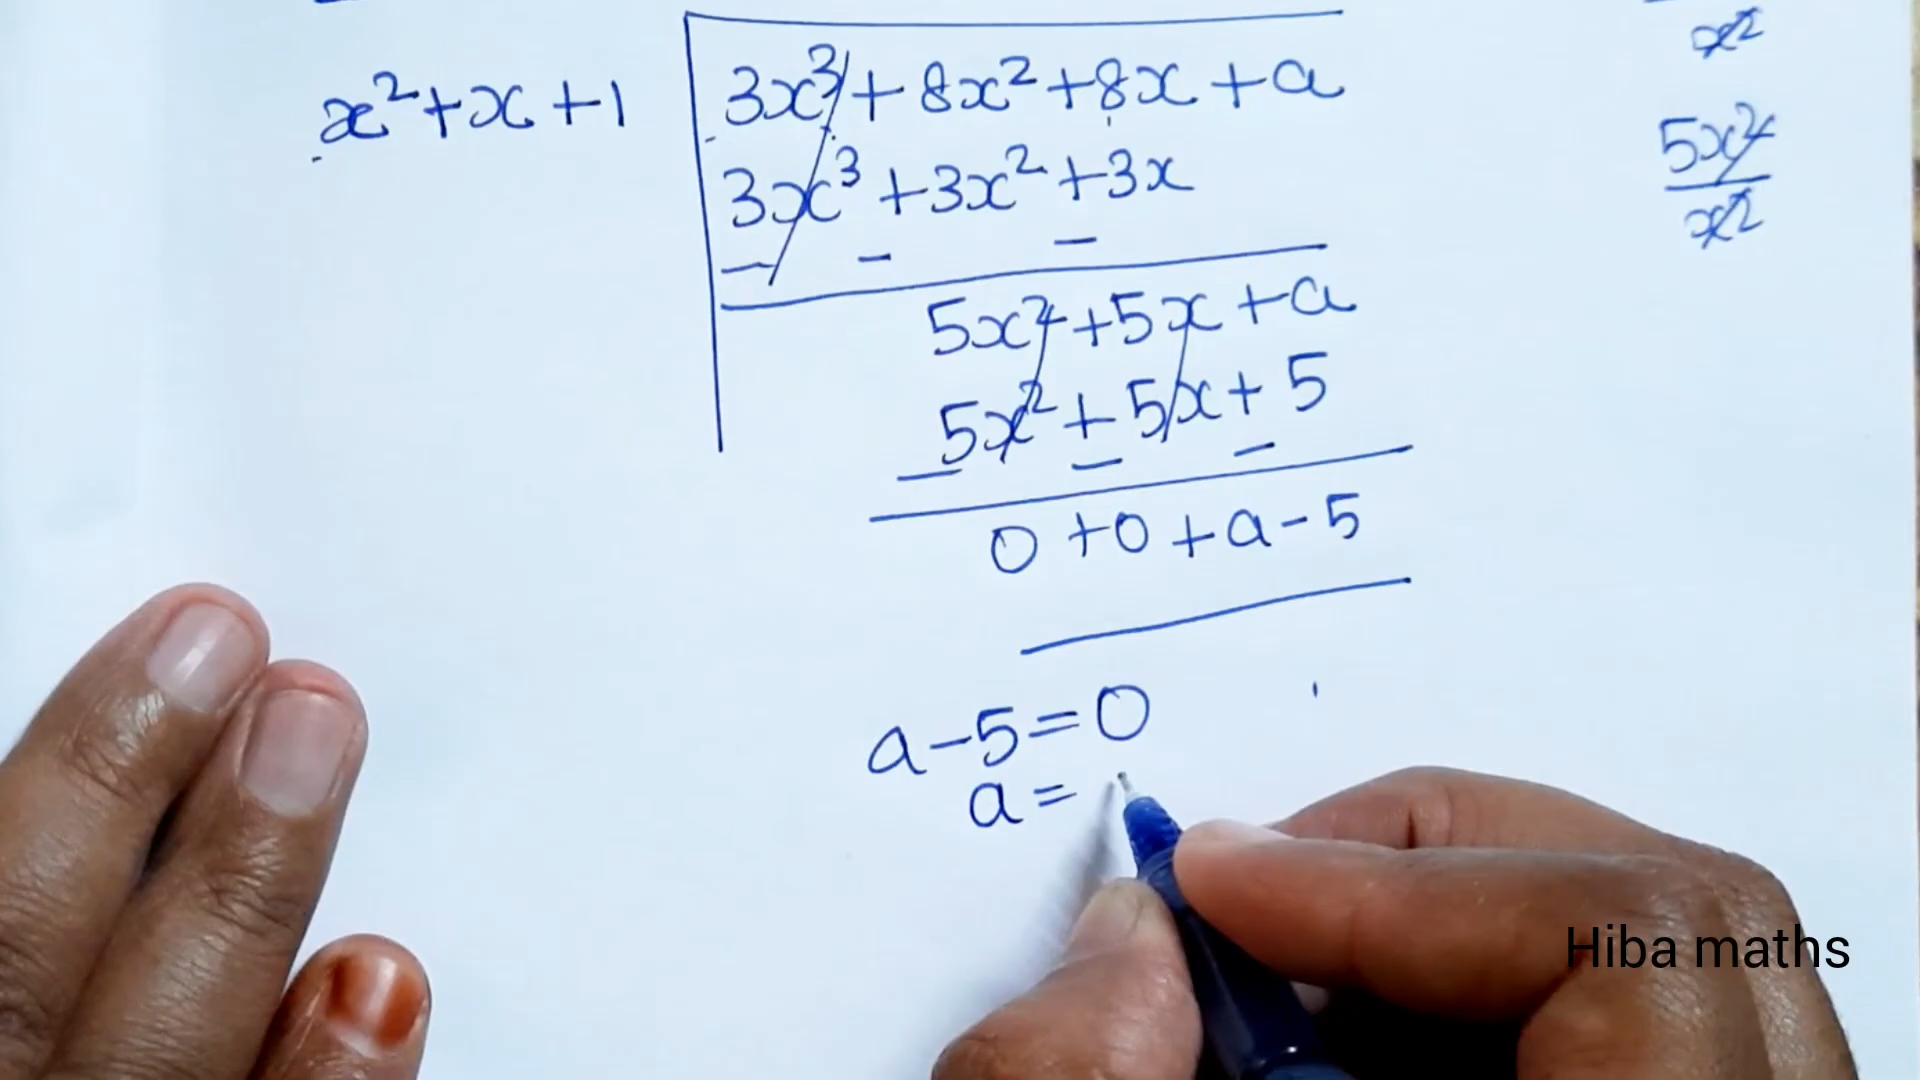 x²
x²+x+1 3x³+8x²+8x+a
3x³+3x²+3x
5x²
x²
− − −
5x²+5x+a
5x²+5x+5
− − −
0+0+a-5
a-5=0
a=
Hiba maths